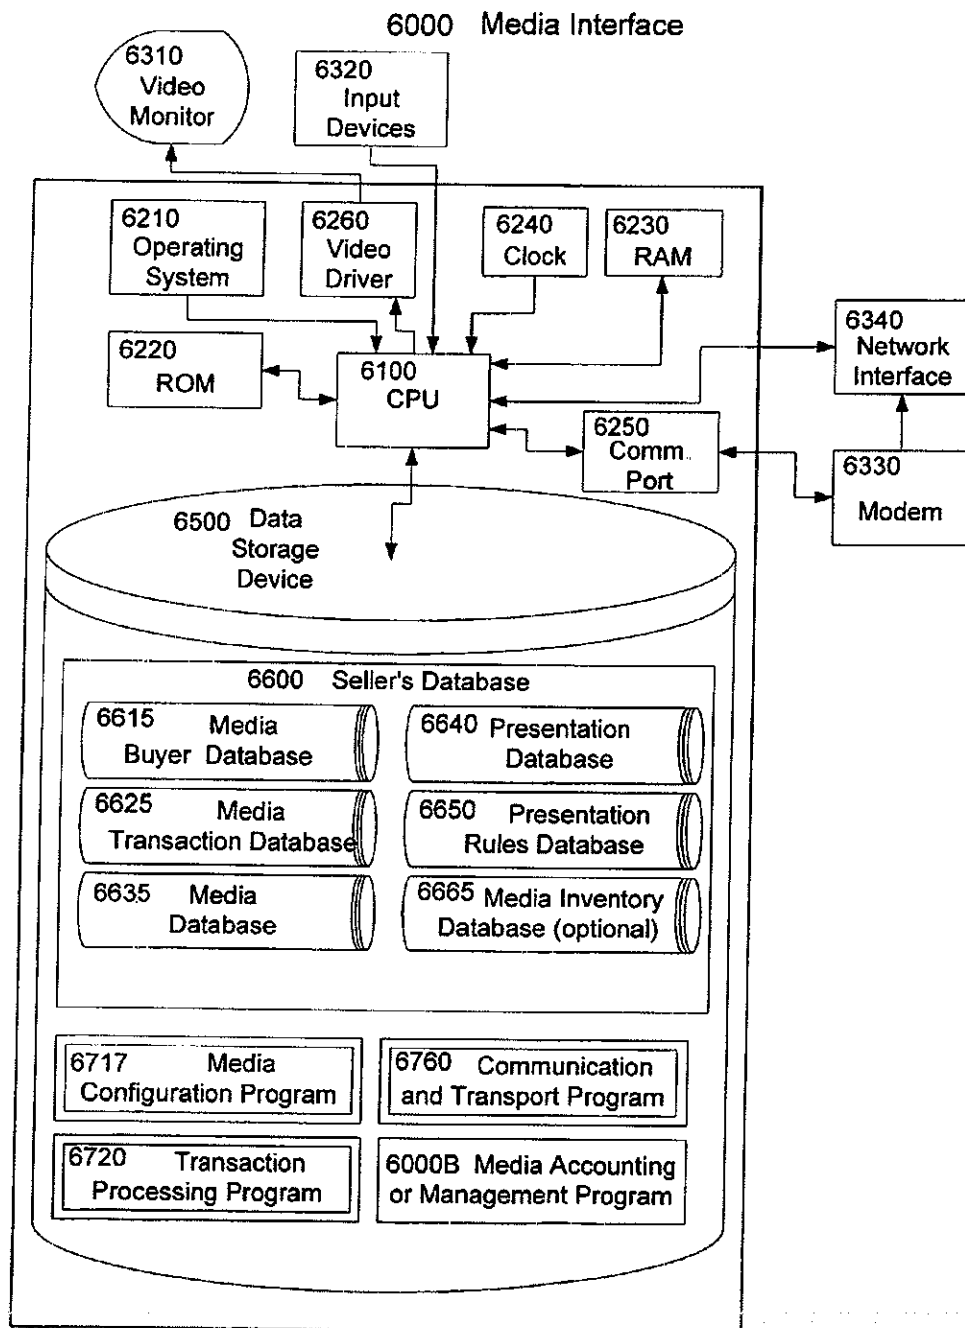 6000 Media Interface
6310
Video
Monitor
6320
Input
Devices
6210
Operating
System
6260
Video
Driver
6240
Clock
6230
RAM
6340
Network
Interface
6220
ROM
6100
CPU
6250
Comm.
Port
6330
Modem
6500 Data
Storage
Device
6600 Seller's Database
6615 Media
Buyer Database
6640 Presentation
Database
6625 Media
Transaction Database
6650 Presentation
Rules Database
6635 Media
Database
6665 Media Inventory
Database (optional)
6717 Media
Configuration Program
6760 Communication
and Transport Program
6720 Transaction
Processing Program
6000B Media Accounting
or Management Program